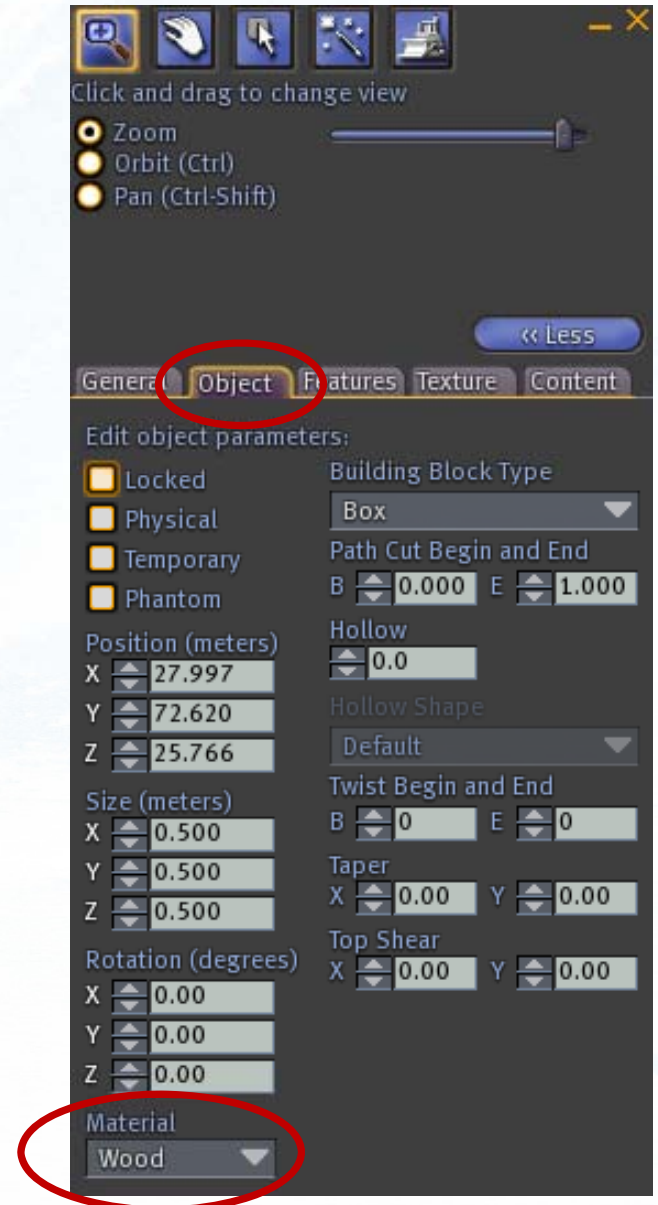 Click and drag to change view
Zoom
Orbit (Ctrl)
Pan (Ctrl-Shift)
<< Less
General Object Features Texture Content
Edit object parameters:
Locked
Physical
Temporary
Phantom
Position (meters)
X 27.997
Y 72.620
Z 25.766
Size (meters)
X 0.500
Y 0.500
Z 0.500
Rotation (degrees)
X 0.00
Y 0.00
Z 0.00
Material
Wood
Building Block Type
Box
Path Cut Begin and End
B 0.000 E 1.000
Hollow
0.0
Hollow Shape
Default
Twist Begin and End
B 0 E 0
Taper
X 0.00 Y 0.00
Top Shear
X 0.00 Y 0.00